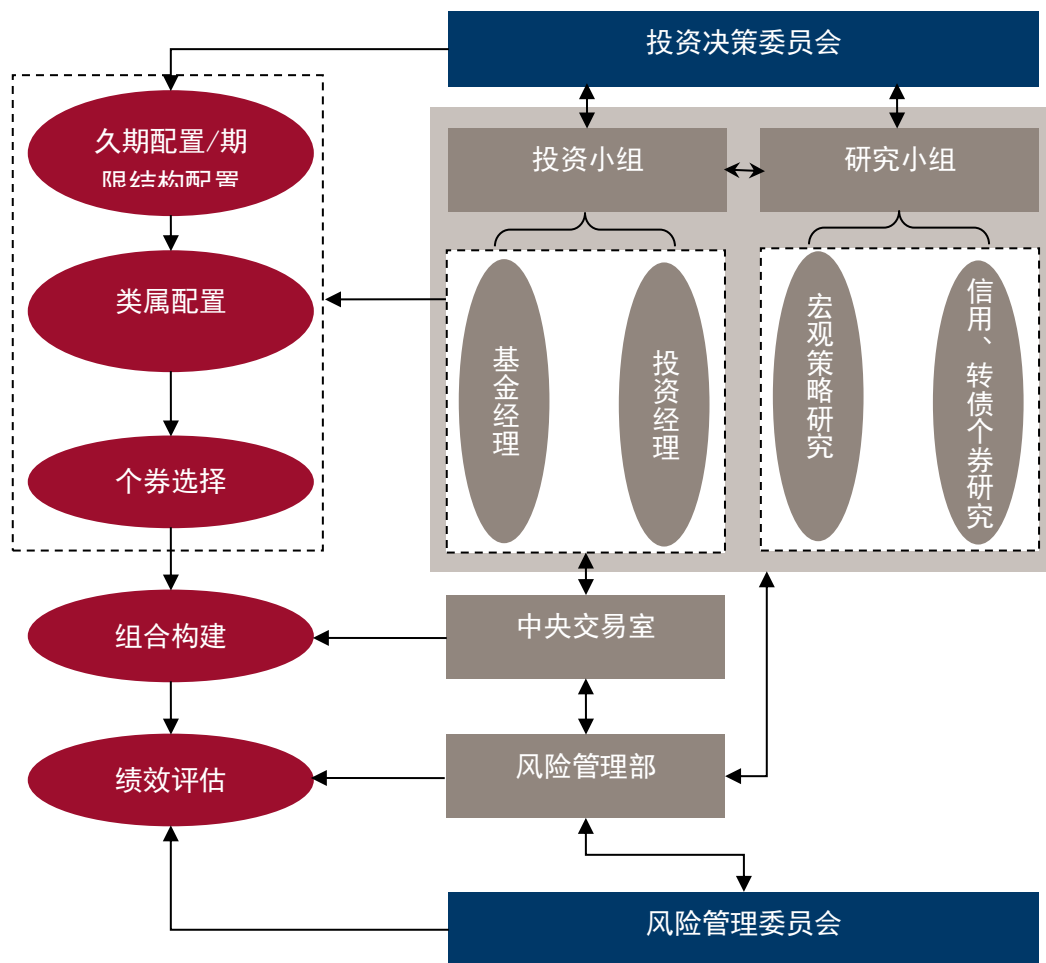 投资决策委员会
久期配置/期
限结构配置
投资小组
研究小组
类属配置
基金经理
投资经理
宏观策略研究
信用、转债个券研究
个券选择
组合构建
中央交易室
绩效评估
风险管理部
风险管理委员会